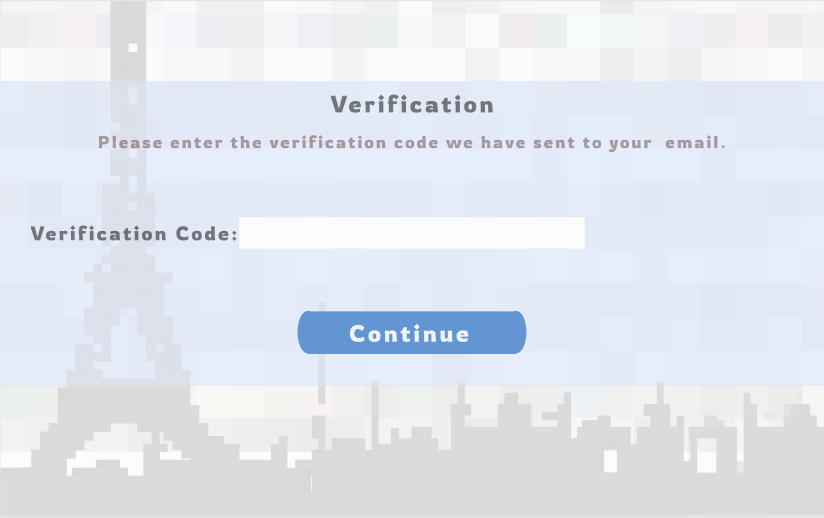 Verification
Please enter the verification code we have sent to your email.
Verification Code:
Continue